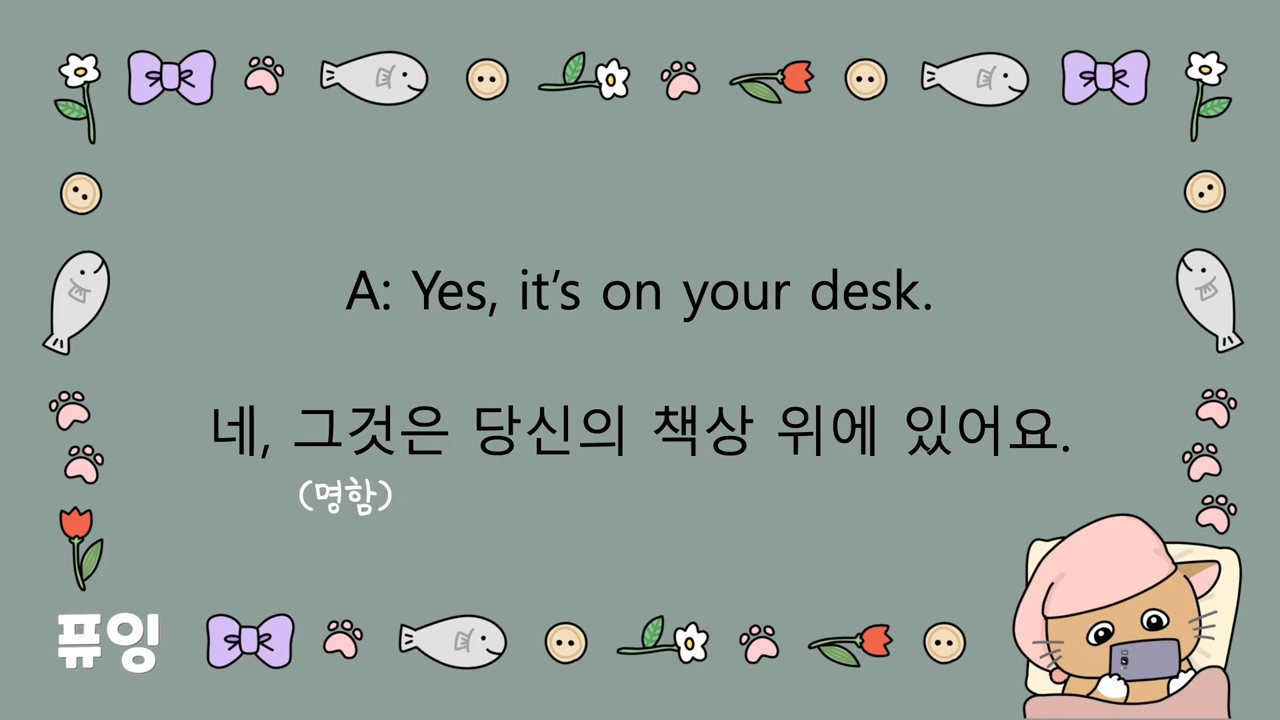 A: Yes, it’s on your desk.
네, 그것은 당신의 책상 위에 있어요.
(명함)
퓨잉